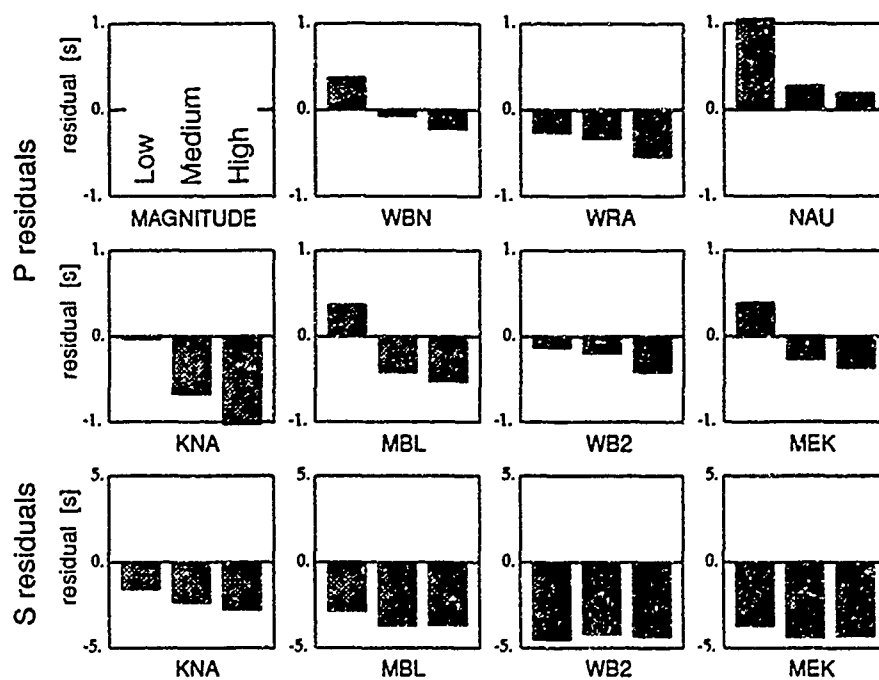 P residuals
residual [s]
1.
0.
-1.
Low
Medium
High
MAGNITUDE
1.
0.
-1.
WBN
1.
0.
-1.
WRA
1.
0.
-1.
NAU
residual [s]
1.
0.
-1.
KNA
1.
0.
-1.
MBL
1.
0.
-1.
WB2
1.
0.
-1.
MEK
S residuals
residual [s]
5.
0.
-5.
KNA
5.
0.
-5.
MBL
5.
0.
-5.
WB2
5.
0.
-5.
MEK